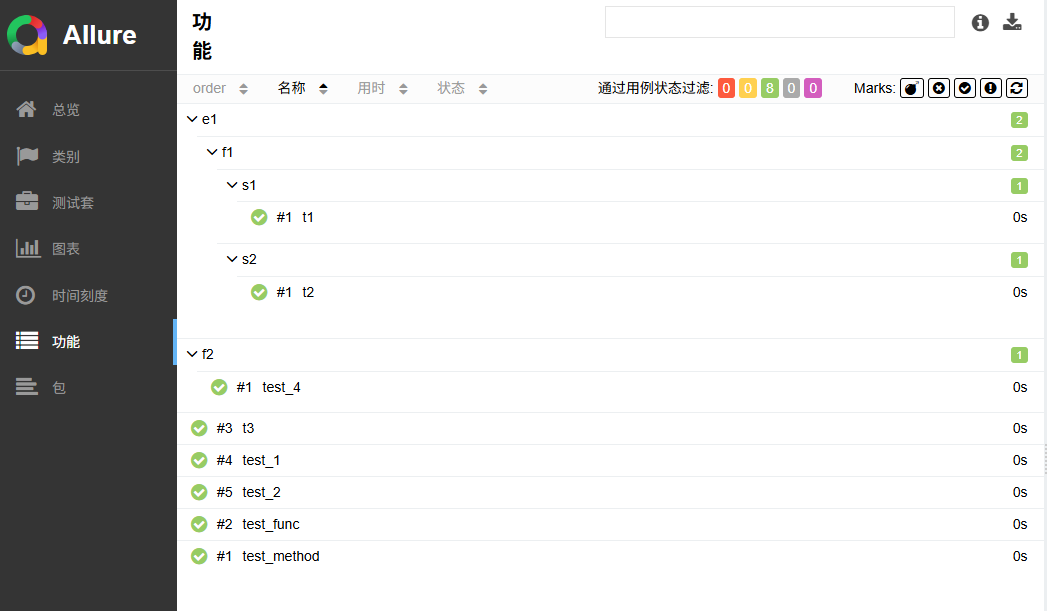 Allure
总览
类别
测试套
图表
时间刻度
功能
包
功
能
order 名称 用时 状态 通过用例状态过滤: 0 0 8 0 0 Marks:
e1 2
f1 2
s1 1
#1 t1 0s
s2 1
#1 t2 0s
f2 1
#1 test_4 0s
#3 t3 0s
#4 test_1 0s
#5 test_2 0s
#2 test_func 0s
#1 test_method 0s